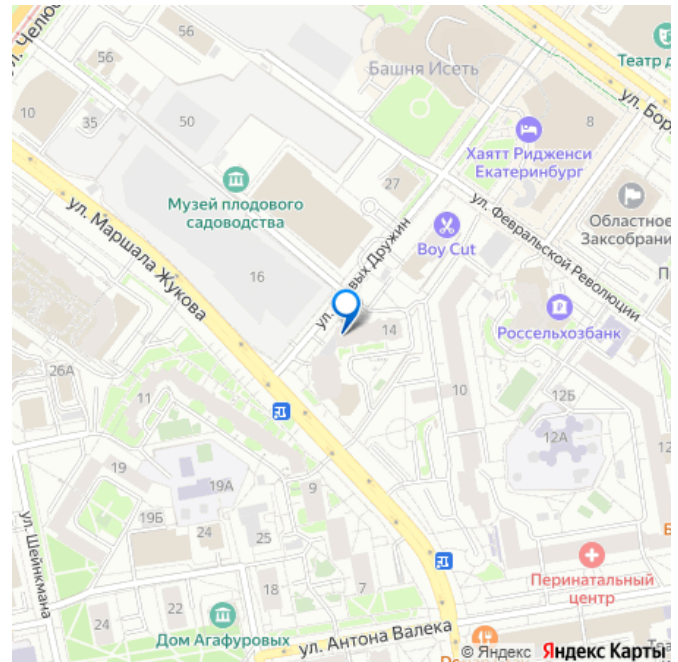 ул. Челюс
56
56
Башня Исеть
Театр д
10
35
50
ул. Бор
8
Хаятт Ридженси
Екатеринбург
Музей плодового
садоводства
27
Областное
Заксобрани
ул. Февральской Революции
ул. Маршала Жукова
Boy Cut
П
16
ул.
вых Дружин
14
Россельхозбанк
26А
11
10
12Б
12А
12
19
19А
9
19Б
24
25
ул. Шейнкмана
18
7
Перинатальный
центр
24
22
Дом Агафуровых
ул. Антона Валека
© Яндекс Яндекс Карты